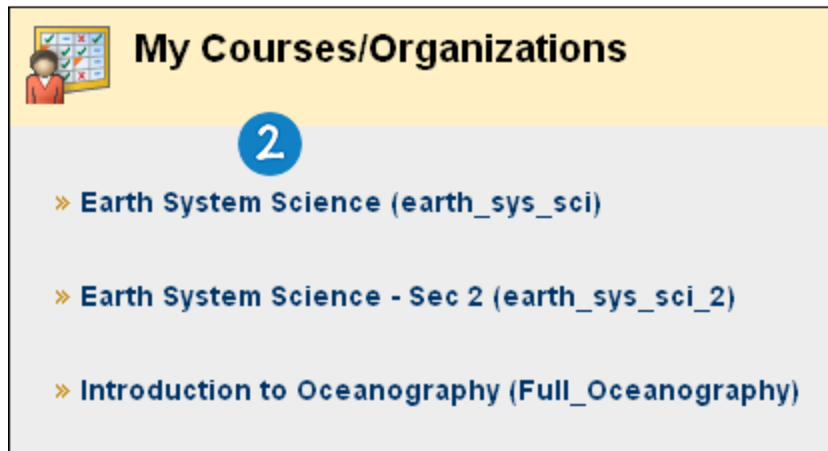 My Courses/Organizations
2
» Earth System Science (earth_sys_sci)
» Earth System Science - Sec 2 (earth_sys_sci_2)
» Introduction to Oceanography (Full_Oceanography)